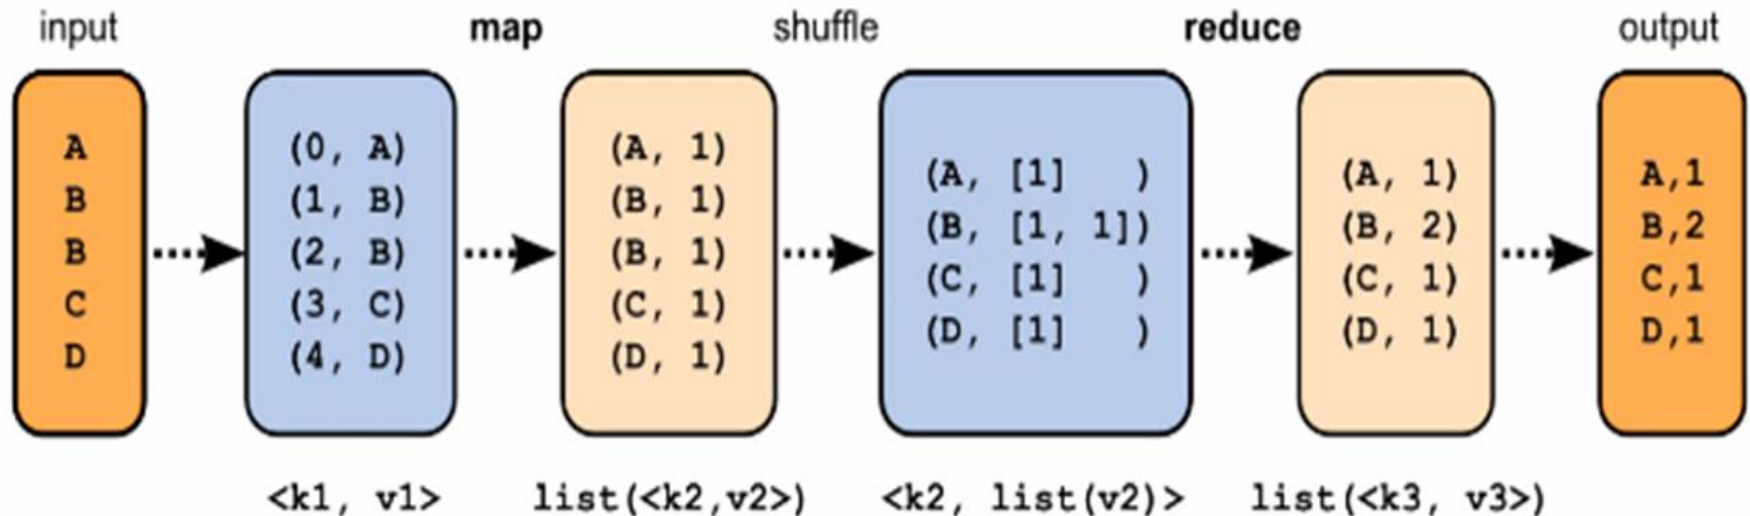 input map shuffle reduce output
A
B
B
C
D
(0, A)
(1, B)
(2, B)
(3, C)
(4, D)
(A, 1)
(B, 1)
(B, 1)
(C, 1)
(D, 1)
(A, [1] )
(B, [1, 1])
(C, [1] )
(D, [1] )
(A, 1)
(B, 2)
(C, 1)
(D, 1)
A,1
B,2
C,1
D,1
<k1, v1> list(<k2,v2>) <k2, list(v2)> list(<k3, v3>)